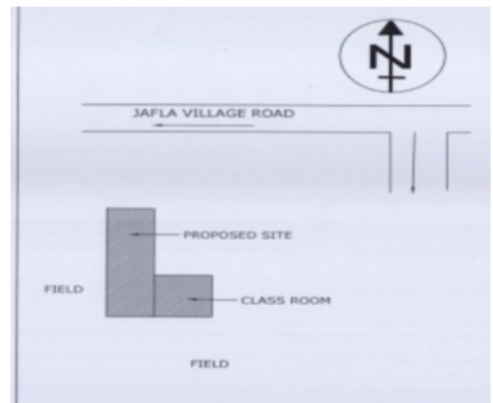 N
JAFLA VILLAGE ROAD
PROPOSED SITE
FIELD
CLASS ROOM
FIELD